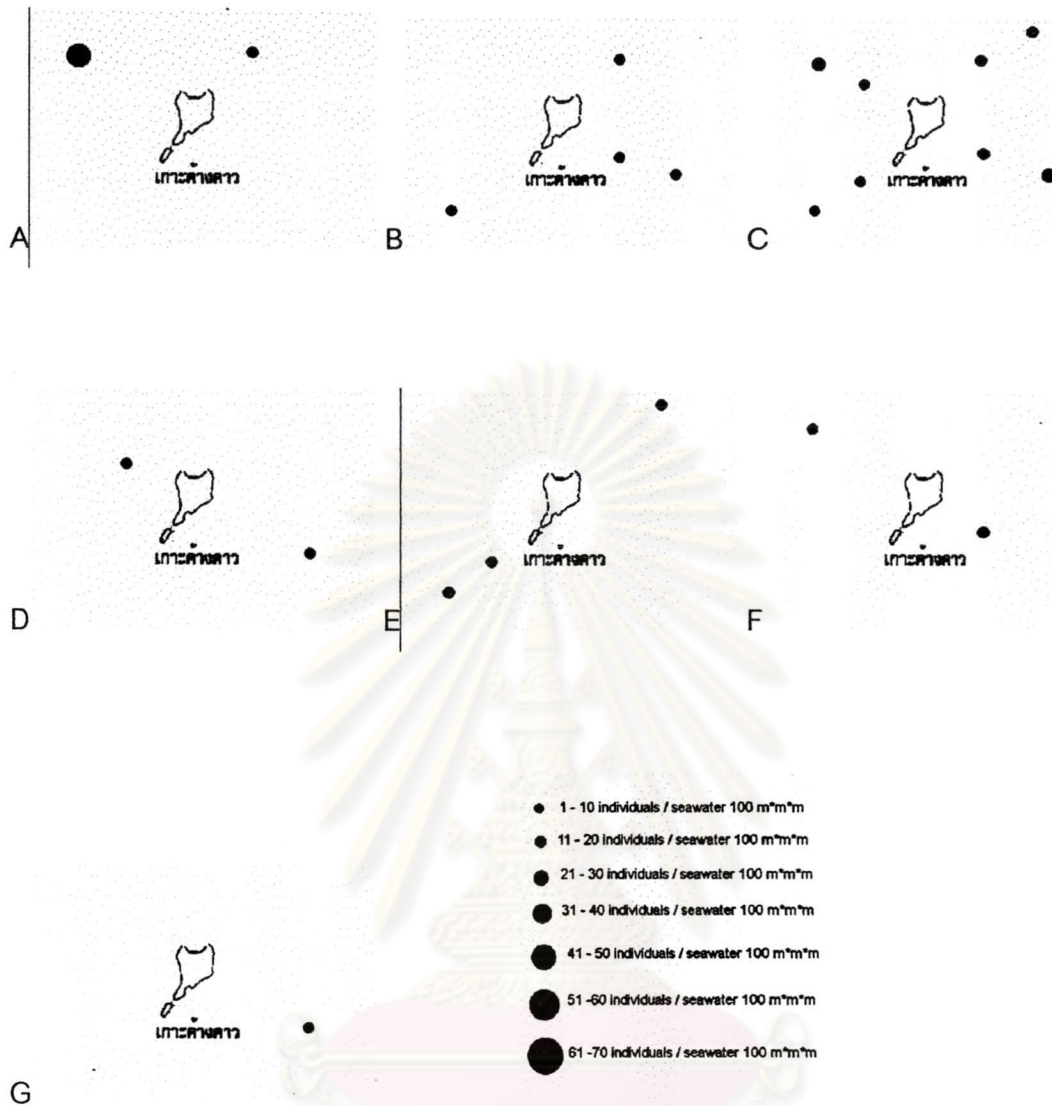 เกาะค้างคาว
เกาะค้างคาว
เกาะค้างคาว
A
B
C
เกาะค้างคาว
เกาะค้างคาว
เกาะค้างคาว
D
E
F
1 - 10 individuals / seawater 100 m*m*m
11 - 20 individuals / seawater 100 m*m*m
21 - 30 individuals / seawater 100 m*m*m
31 - 40 individuals / seawater 100 m*m*m
41 - 50 individuals / seawater 100 m*m*m
51 -60 individuals / seawater 100 m*m*m
61 -70 individuals / seawater 100 m*m*m
เกาะค้างคาว
G